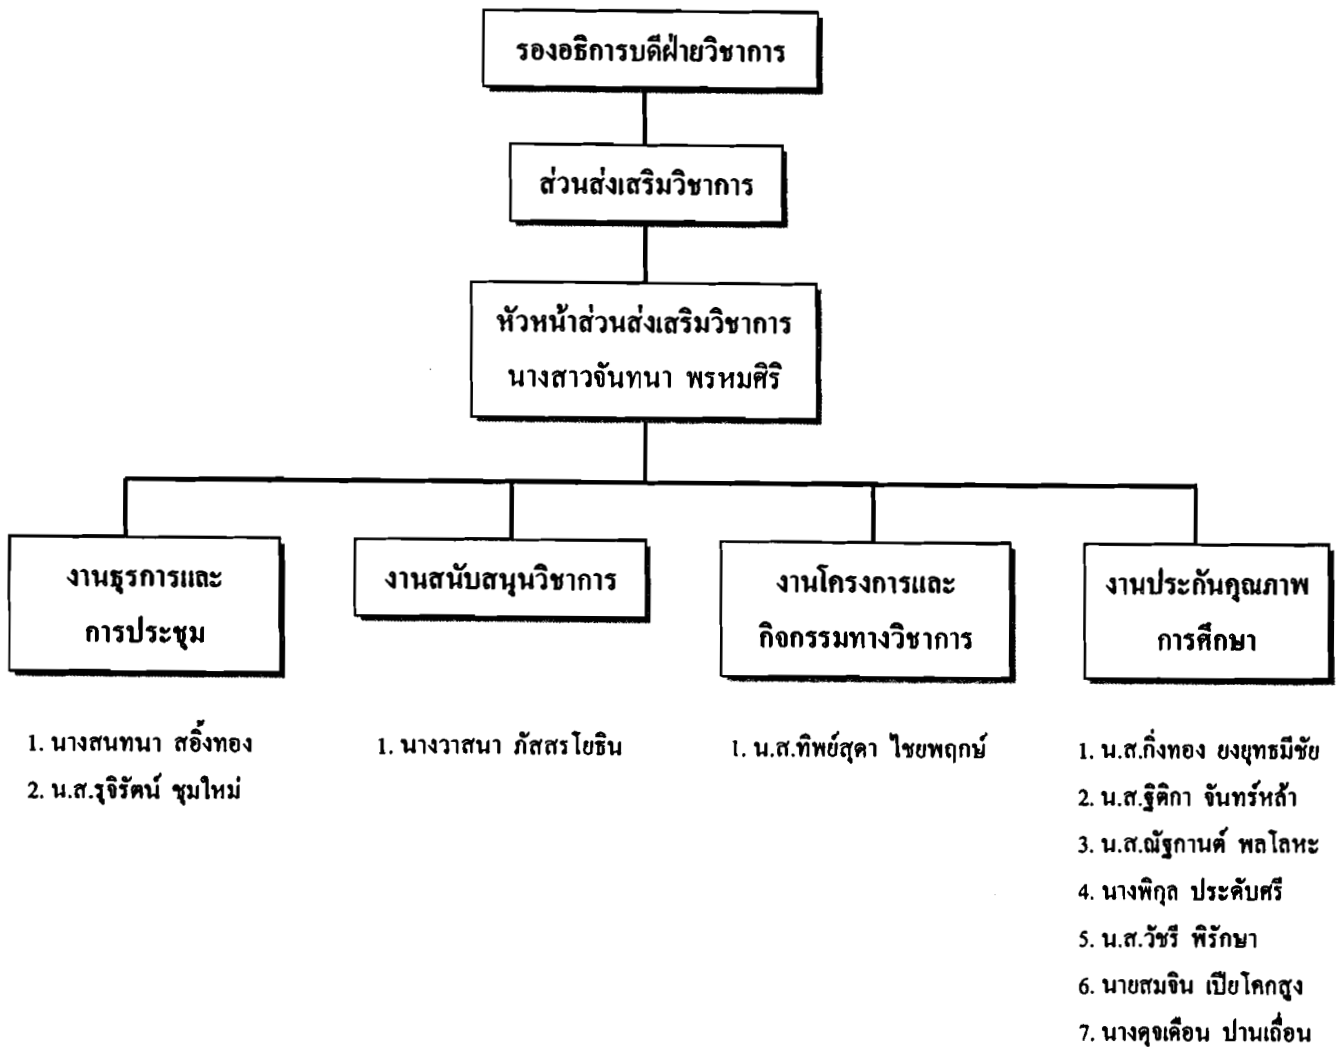 รองอธิการบดีฝ่ายวิชาการ
ส่วนส่งเสริมวิชาการ
หัวหน้าส่วนส่งเสริมวิชาการ
นางสาวจันทนา พรหมศิริ
งานธุรการและ
การประชุม
1. นางสนทนา สอิ้งทอง
2. น.ส.รุจิรัตน์ ชุมใหม่
งานสนับสนุนวิชาการ
1. นางวาสนา ภัสสรโยธิน
งานโครงการและ
กิจกรรมทางวิชาการ
1. น.ส.ทิพย์สุดา ไชยพฤกษ์
งานประกันคุณภาพ
การศึกษา
1. น.ส.กิ่งทอง ยงยุทธมีชัย
2. น.ส.ฐิติกา จันทร์หล้า
3. น.ส.ณัฐกานต์ พลโลหะ
4. นางพิกุล ประดับศรี
5. น.ส.วัชรี พิรักษา
6. นายสมจิน เปียโคกสูง
7. นางดุจเดือน ปานเถื่อน